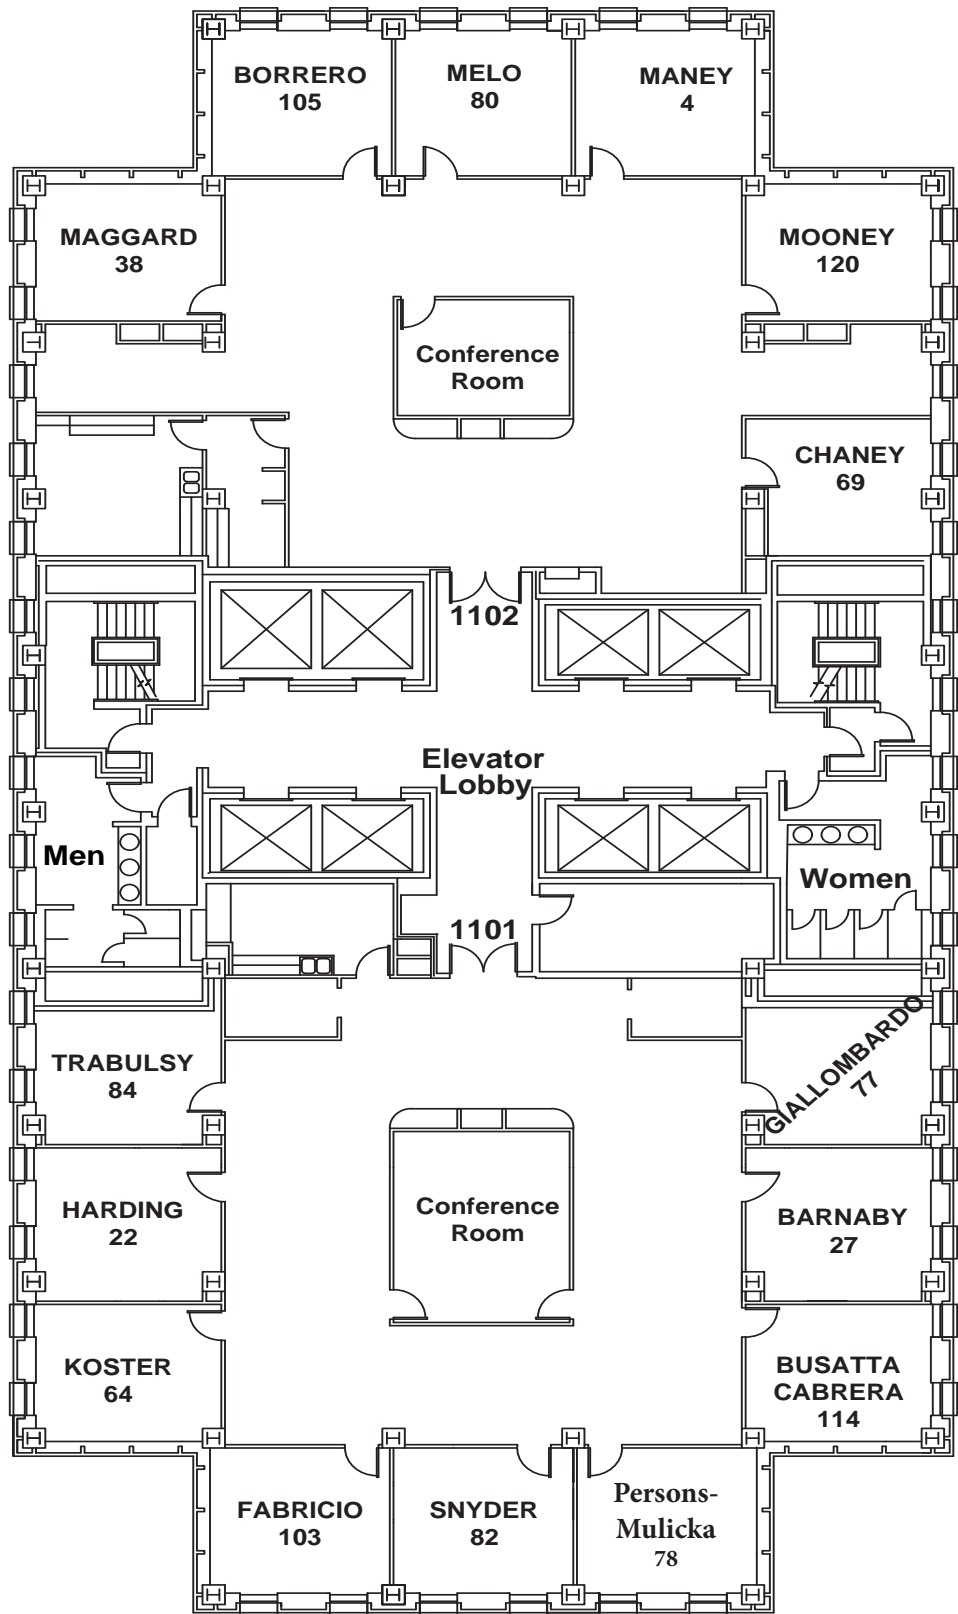 BORRERO
105
MELO
80
MANEY
4
MAGGARD
38
MOONEY
120
Conference
Room
CHANEY
69
1102
Elevator
Lobby
Men
Women
1101
TRABULSY
84
GIALLOMBARDO
77
HARDING
22
Conference
Room
BARNABY
27
KOSTER
64
BUSATTA
CABRERA
114
FABRICIO
103
SNYDER
82
Persons-
Mulicka
78